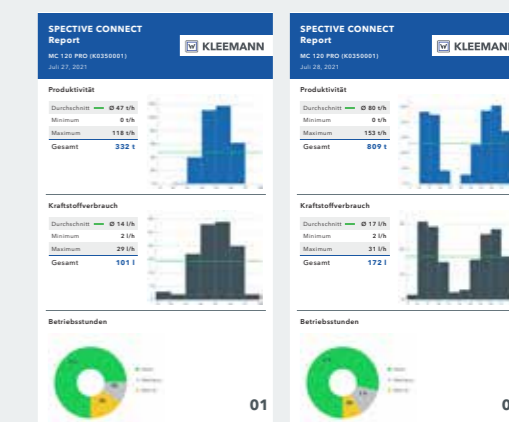 SPECTIVE CONNECT
Report
MC 120 PRO (K0350001)
Juli 27, 2021
KLEEMANN
Produktivität
Durchschnitt Ø 47 t/h
Minimum 0 t/h
Maximum 118 t/h
Gesamt 332 t
Kraftstoffverbrauch
Durchschnitt Ø 14 l/h
Minimum 2 l/h
Maximum 29 l/h
Gesamt 101 l
Betriebsstunden
01
SPECTIVE CONNECT
Report
MC 120 PRO (K0350001)
Juli 28, 2021
KLEEMANN
Produktivität
Durchschnitt Ø 80 t/h
Minimum 0 t/h
Maximum 153 t/h
Gesamt 809 t
Kraftstoffverbrauch
Durchschnitt Ø 17 l/h
Minimum 2 l/h
Maximum 31 l/h
Gesamt 172 l
Betriebsstunden